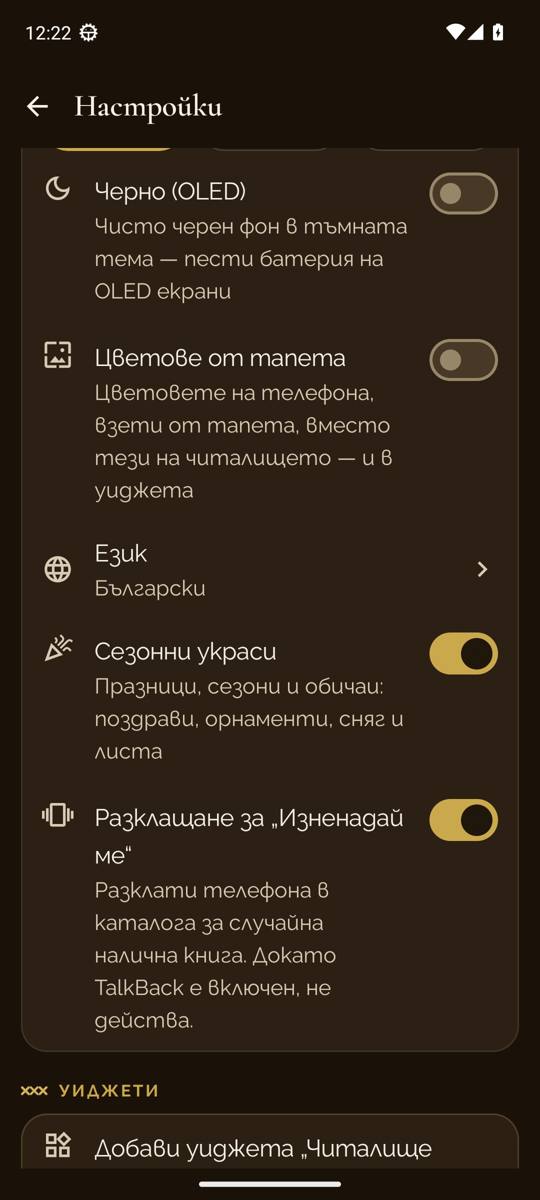 12:22
Настройки
Черно (OLED)
Чисто черен фон в тъмната
тема — пести батерия на
OLED екрани
Цветове от тапета
Цветовете на телефона,
взети от тапета, вместо
тези на читалището — и в
уиджета
Език
Български
Сезонни украси
Празници, сезони и обичаи:
поздрави, орнаменти, сняг и
листа
Разклащане за „Изненадай
ме“
Разклати телефона в
каталога за случайна
налична книга. Докато
TalkBack е включен, не
действа.
УИДЖЕТИ
Добави уиджета „Читалище